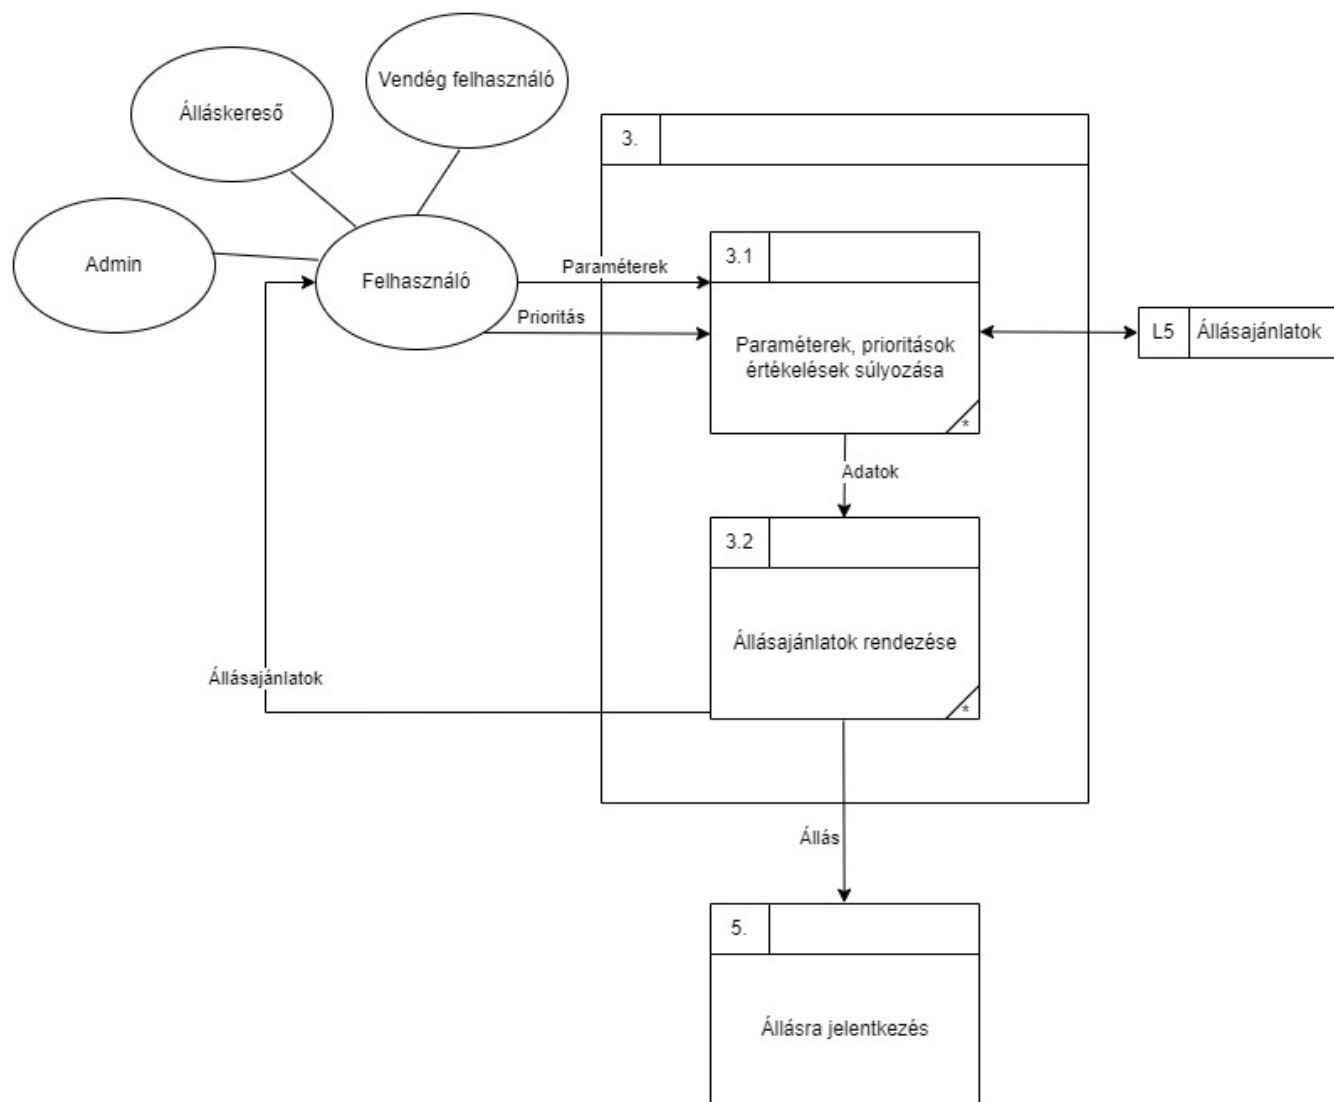 Vendég felhasználó
Álláskereső
3.
3.1
Admin
Felhasználó
Paraméterek
Prioritás
Paraméterek, prioritások
értékelések súlyozása
*
L5
Állásajánlatok
Adatok
3.2
Állásajánlatok rendezése
*
Állásajánlatok
Állás
5.
Állásra jelentkezés